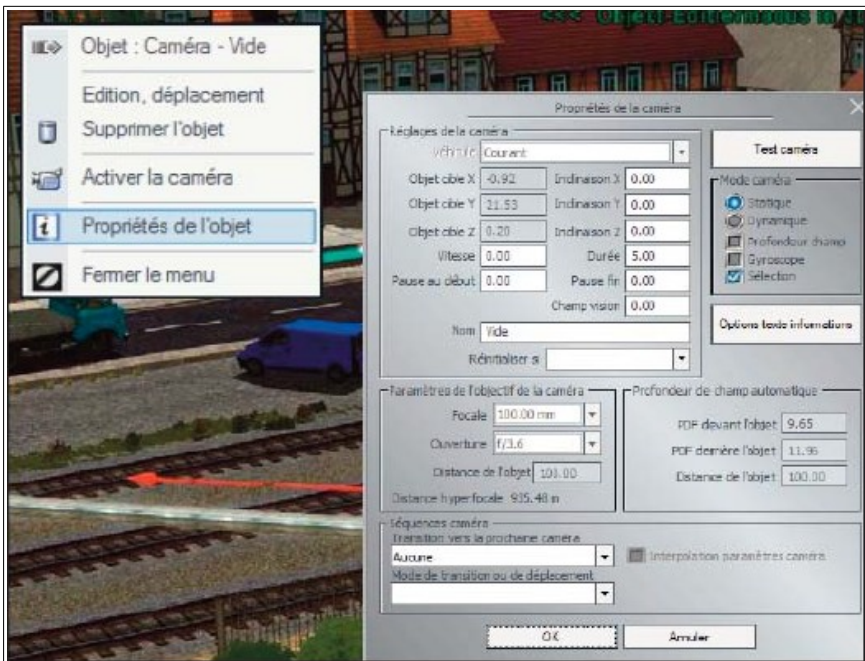 <<< Objekt-Editiermodus in 3
Objet : Caméra - Vide
Edition, déplacement
Supprimer l'objet
Activer la caméra
Propriétés de l'objet
Fermer le menu
Propriétés de la caméra
Réglages de la caméra
Véhicule Courant
Objet cible X -0.92 Inclinaison X 0.00
Objet cible Y 21.53 Inclinaison Y 0.00
Objet cible Z 0.20 Inclinaison Z 0.00
Vitesse 0.00 Durée 5.00
Pause au début 0.00 Pause fin 0.00
Champ vision 0.00
Nom Vide
Réinitialiser si
Test caméra
Mode caméra
Statique
Dynamique
Profondeur champ
Gyroscope
Sélection
Options texte informations
Paramètres de l'objectif de la caméra
Focale 100.00 mm
Ouverture f/3.6
Distance de l'objet 100.00
Distance hyperfocale 935.48 m
Profondeur de champ automatique
PDF devant l'objet 9.65
PDF derrière l'objet 11.96
Distance de l'objet 100.00
Séquences caméra
Transition vers la prochaine caméra
Aucune
Interpolation paramètres caméra
Mode de transition ou de déplacement
OK Annuler